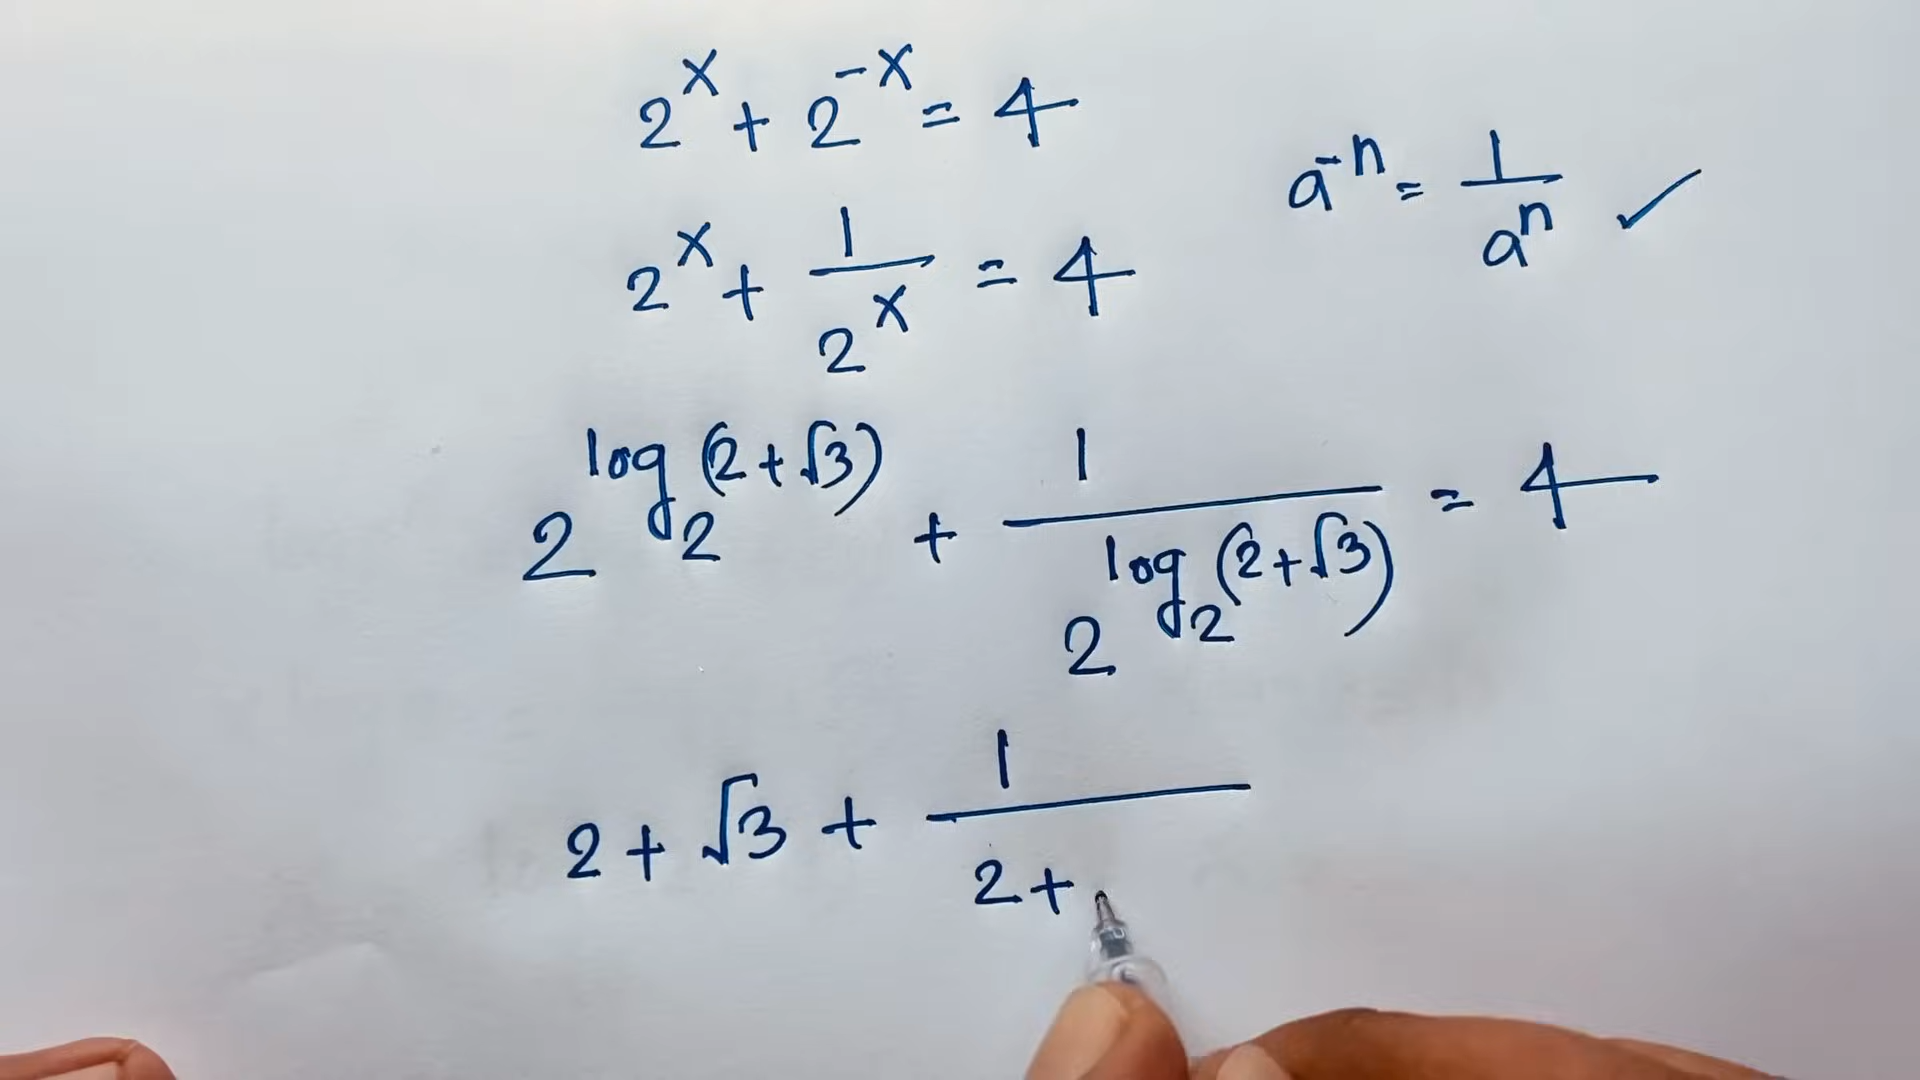 2^x + 2^-x = 4
a^-n = 1/a^n ✓
2^x + 1/2^x = 4
2^log_2(2+√3) + 1/2^log_2(2+√3) = 4
2 + √3 + 1/2+